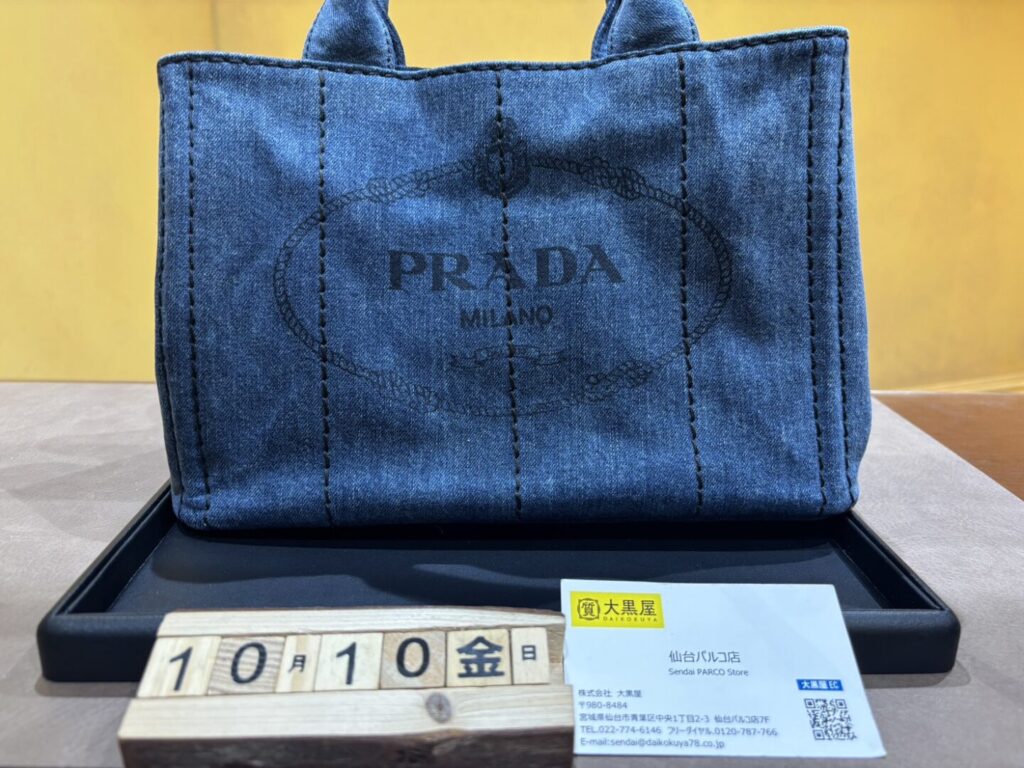 PRADA
MILANO
10月10金日
質 大黒屋
DAIKOKUYA
仙台パルコ店
Sendai PARCO Store
大黒屋 EC
株式会社 大黒屋
〒980-8484
宮城県仙台市青葉区中央1丁目2-3 仙台パルコ店7F
TEL.022-774-6146 フリーダイヤル.0120-787-766
E-mail:sendai@daikokuya78.co.jp